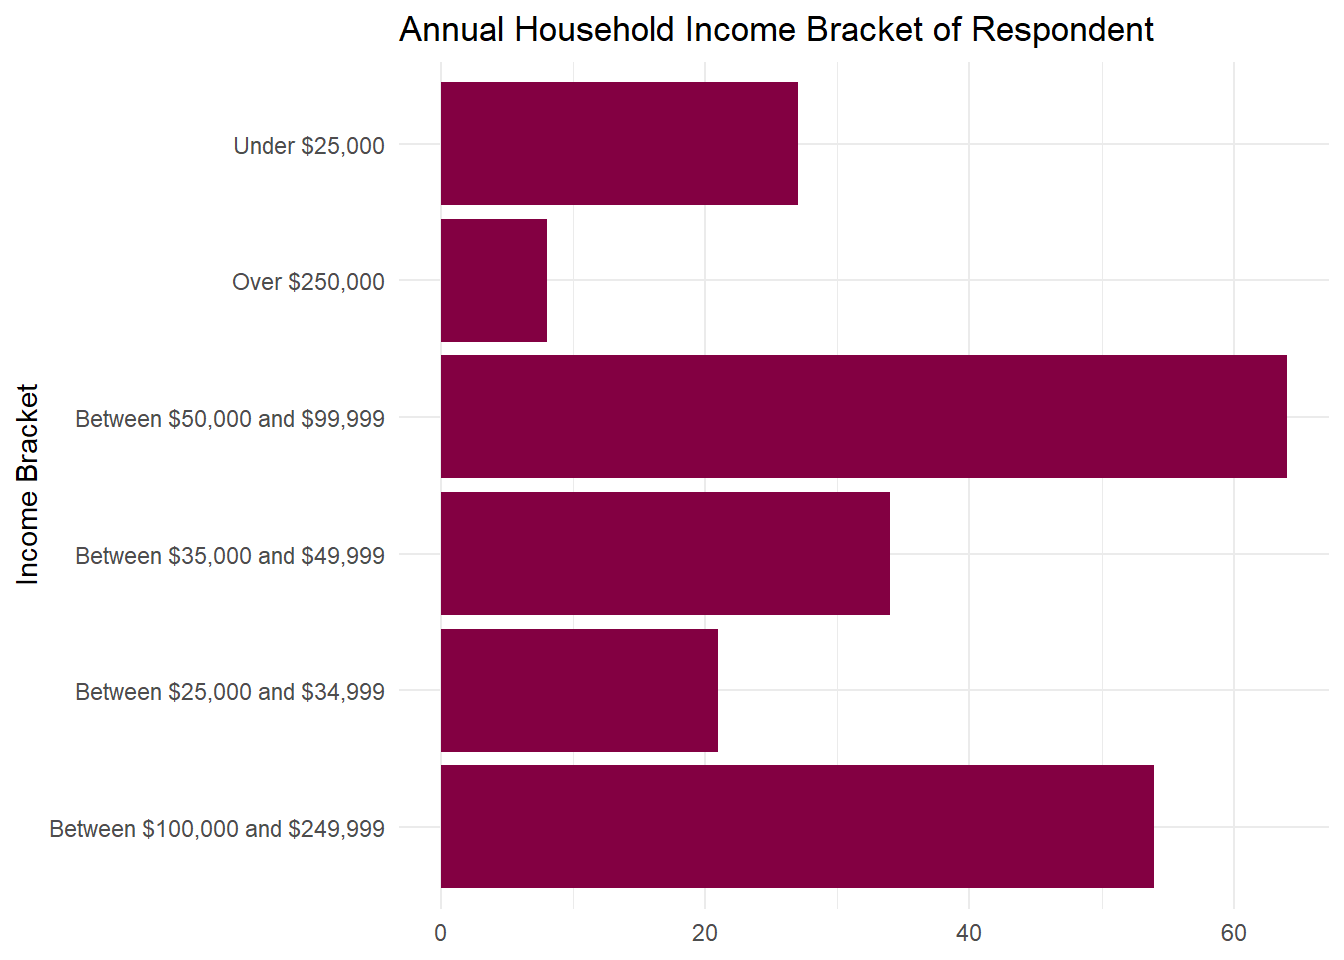 Annual Household Income Bracket of Respondent
Under $25,000
Over $250,000
Between $50,000 and $99,999
Between $35,000 and $49,999
Between $25,000 and $34,999
Between $100,000 and $249,999
Income Bracket
0 20 40 60